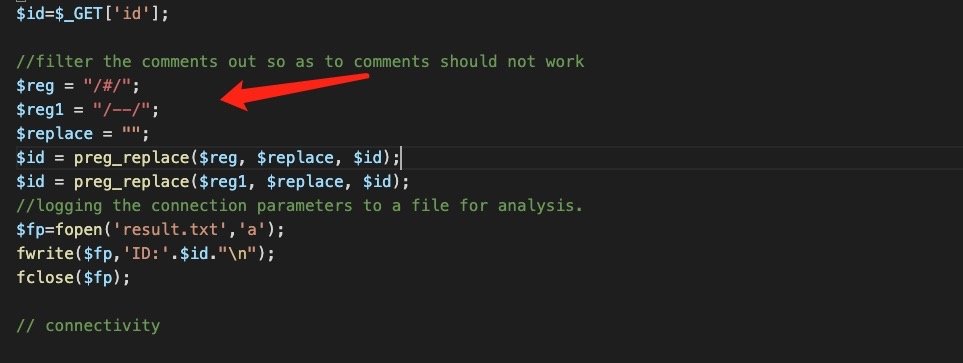 $id=$_GET['id'];
//filter the comments out so as to comments should not work
$reg = "/#/";
$reg1 = "/--/";
$replace = "";
$id = preg_replace($reg, $replace, $id);
$id = preg_replace($reg1, $replace, $id);
//logging the connection parameters to a file for analysis.
$fp=fopen('result.txt','a');
fwrite($fp,'ID:'.$id."\n");
fclose($fp);
// connectivity